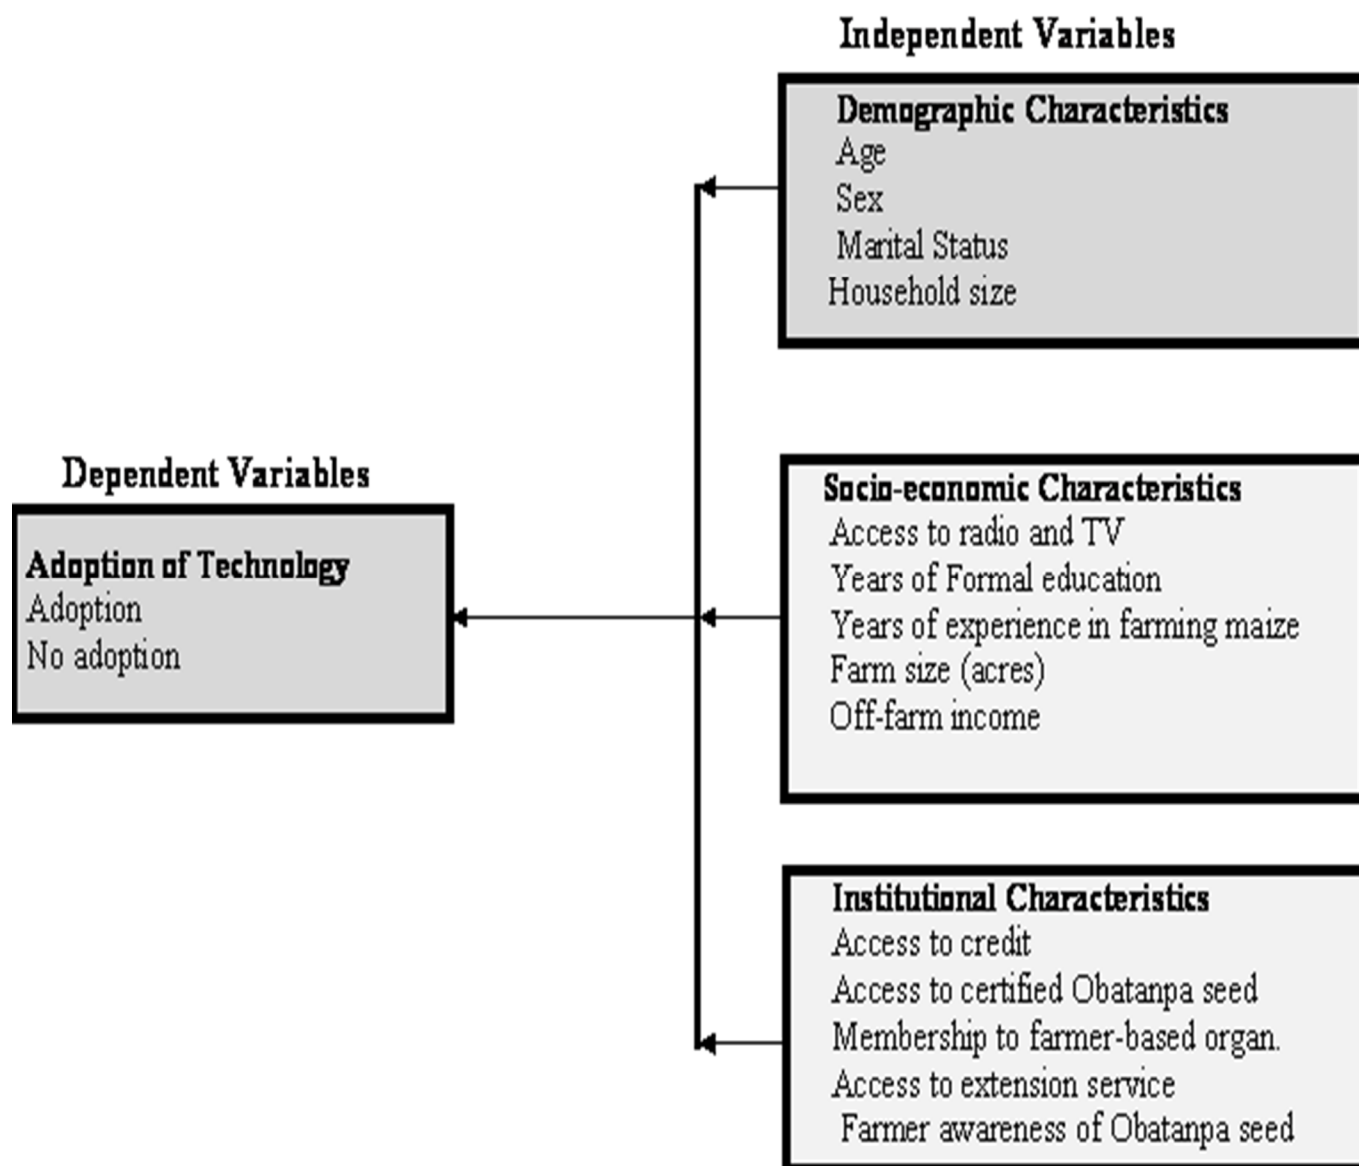 Independent Variables
Demographic Characteristics
Age
Sex
Marital Status
Household size
Dependent Variables
Adoption of Technology
Adoption
No adoption
Socio-economic Characteristics
Access to radio and TV
Years of Formal education
Years of experience in farming maize
Farm size (acres)
Off-farm income
Institutional Characteristics
Access to credit
Access to certified Obatanpa seed
Membership to farmer-based organ.
Access to extension service
Farmer awareness of Obatanpa seed